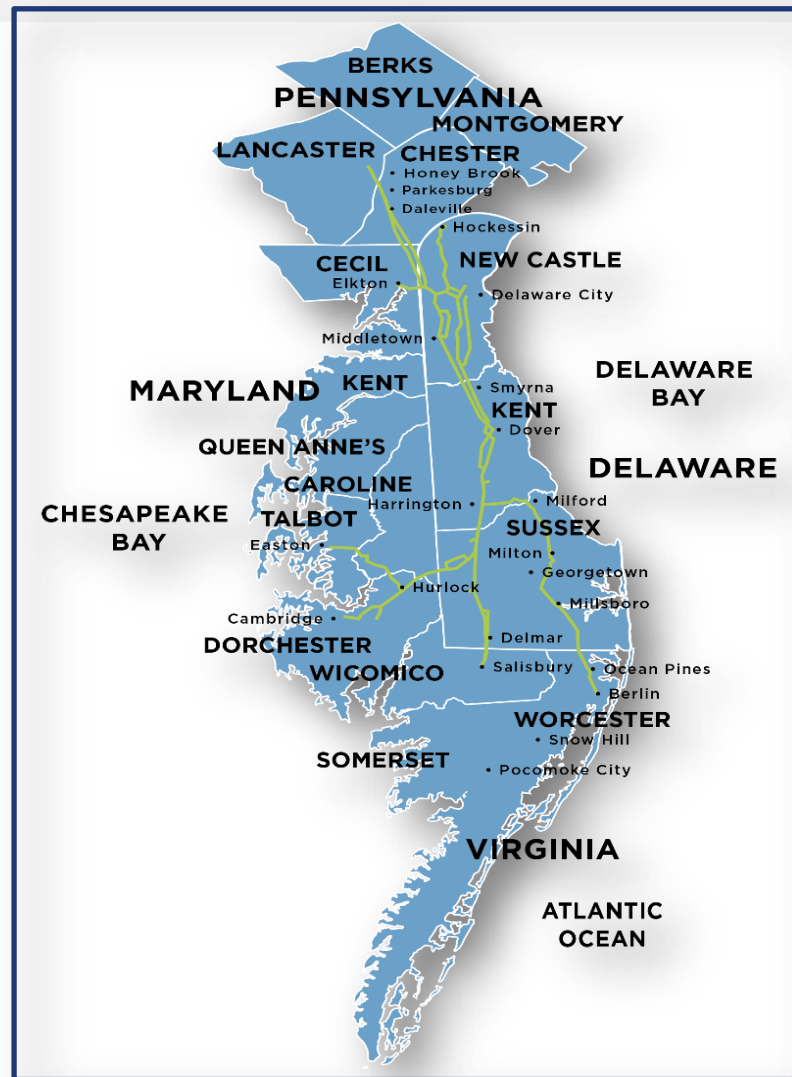 BERKS
PENNSYLVANIA
MONTGOMERY
LANCASTER
CHESTER
Honey Brook
Parkesburg
Daleville
Hockessin
CECIL
NEW CASTLE
Elkton
Delaware City
Middletown
DELAWARE
BAY
MARYLAND
KENT
Smyrna
KENT
Dover
QUEEN ANNE'S
DELAWARE
CAROLINE
Harrington
Milford
CHESAPEAKE
BAY
TALBOT
SUSSEX
Easton
Milton
Georgetown
Hurlock
Millsboro
Cambridge
DORCHESTER
Delmar
WICOMICO
Salisbury
Ocean Pines
Berlin
WORCESTER
Snow Hill
SOMERSET
Pocomoke City
VIRGINIA
ATLANTIC
OCEAN